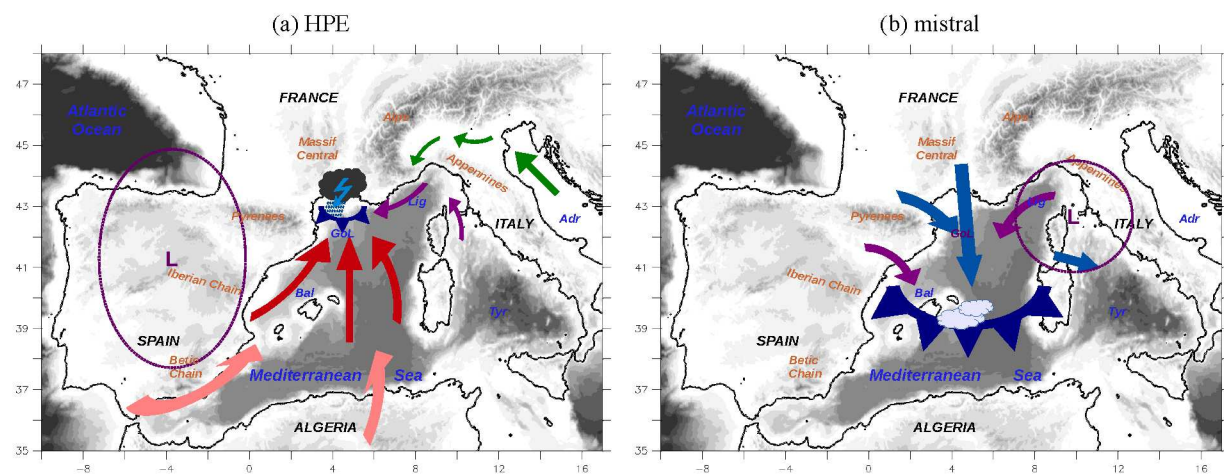 (a) HPE
(b) mistral
47
45
43
41
39
37
35
-8
-4
0
4
8
12
16
Atlantic
Ocean
FRANCE
Massif
Central
Alps
Appennines
Pyrenees
GoL
Lig
ITALY
Adr
L
Iberian Chain
Bal
Tyr
SPAIN
Betic
Chain
Mediterranean Sea
ALGERIA
47
45
43
41
39
37
35
-8
-4
0
4
8
12
16
Atlantic
Ocean
FRANCE
Massif
Central
Alps
Appennines
Pyrenees
GoL
Lig
L
ITALY
Adr
Iberian Chain
Bal
Tyr
SPAIN
Betic
Chain
Mediterranean Sea
ALGERIA